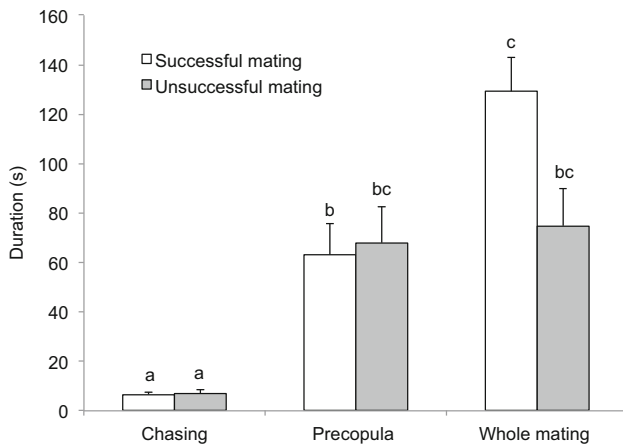 160
140
120
100
80
60
40
20
0
Duration (s)
Successful mating
Unsuccessful mating
a
a
b
bc
c
bc
Chasing
Precopula
Whole mating